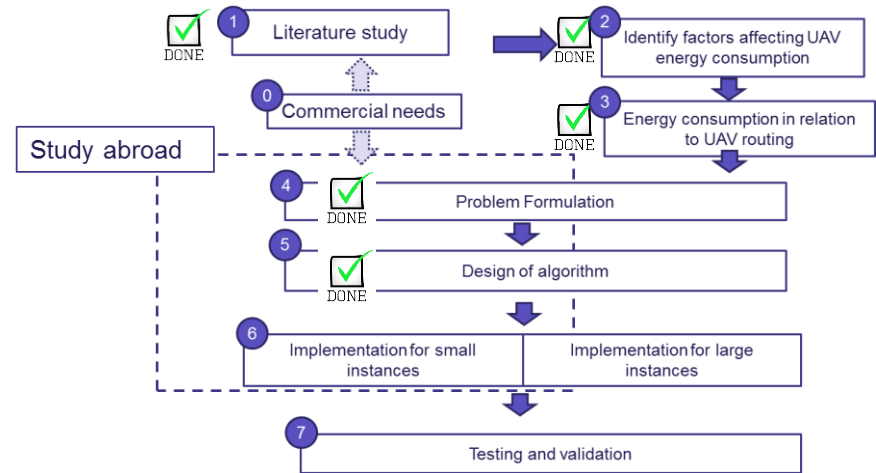 1
Literature study
DONE
2
Identify factors affecting UAV
energy consumption
DONE
0
Commercial needs
3
Energy consumption in relation
to UAV routing
DONE
Study abroad
4
Problem Formulation
DONE
5
Design of algorithm
DONE
6
Implementation for small
instances
Implementation for large
instances
7
Testing and validation